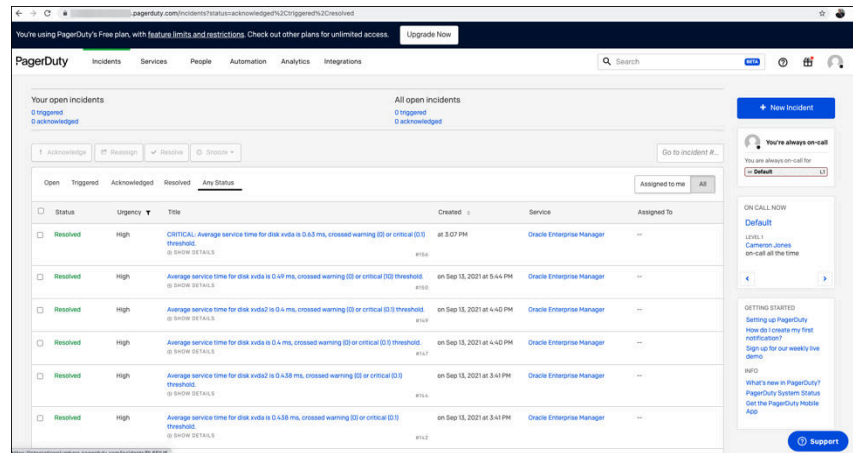 .pagerduty.com/incidents?status=acknowledged%2Ctriggered%2Cresolved
You're using PagerDuty's Free plan, with feature limits and restrictions. Check out other plans for unlimited access. Upgrade Now
PagerDuty Incidents Services People Automation Analytics Integrations Search BETA
Your open incidents All open incidents
0 triggered 0 triggered
0 acknowledged 0 acknowledged
Acknowledge Reassign Resolve Snooze Go to incident #...
Open Triggered Acknowledged Resolved Any Status Assigned to me All
Status Urgency Title Created Service Assigned To
Resolved High CRITICAL: Average service time for disk xvda is 0.63 ms, crossed warning (0) or critical (0.1) at 3:07 PM Oracle Enterprise Manager --
threshold.
SHOW DETAILS #156
Resolved High Average service time for disk xvda is 0.49 ms, crossed warning (0) or critical (10) threshold. on Sep 13, 2021 at 5:44 PM Oracle Enterprise Manager --
SHOW DETAILS #150
Resolved High Average service time for disk xvda2 is 0.4 ms, crossed warning (0) or critical (0.1) threshold. on Sep 13, 2021 at 4:40 PM Oracle Enterprise Manager --
SHOW DETAILS #149
Resolved High Average service time for disk xvda is 0.4 ms, crossed warning (0) or critical (0.1) threshold. on Sep 13, 2021 at 4:40 PM Oracle Enterprise Manager --
SHOW DETAILS #147
Resolved High Average service time for disk xvda2 is 0.438 ms, crossed warning (0) or critical (0.1) on Sep 13, 2021 at 3:41 PM Oracle Enterprise Manager --
threshold.
SHOW DETAILS #144
Resolved High Average service time for disk xvda is 0.438 ms, crossed warning (0) or critical (0.1) on Sep 13, 2021 at 3:41 PM Oracle Enterprise Manager --
threshold.
SHOW DETAILS #142
+ New Incident
You're always on-call
You are always on-call for
Default L1
ON CALL NOW
Default
LEVEL 1
Cameron Jones
on-call all the time
GETTING STARTED
Setting up PagerDuty
How do I create my first
notification?
Sign up for our weekly live
demo
INFO
What's new in PagerDuty?
PagerDuty System Status
Get the PagerDuty Mobile
App
Support